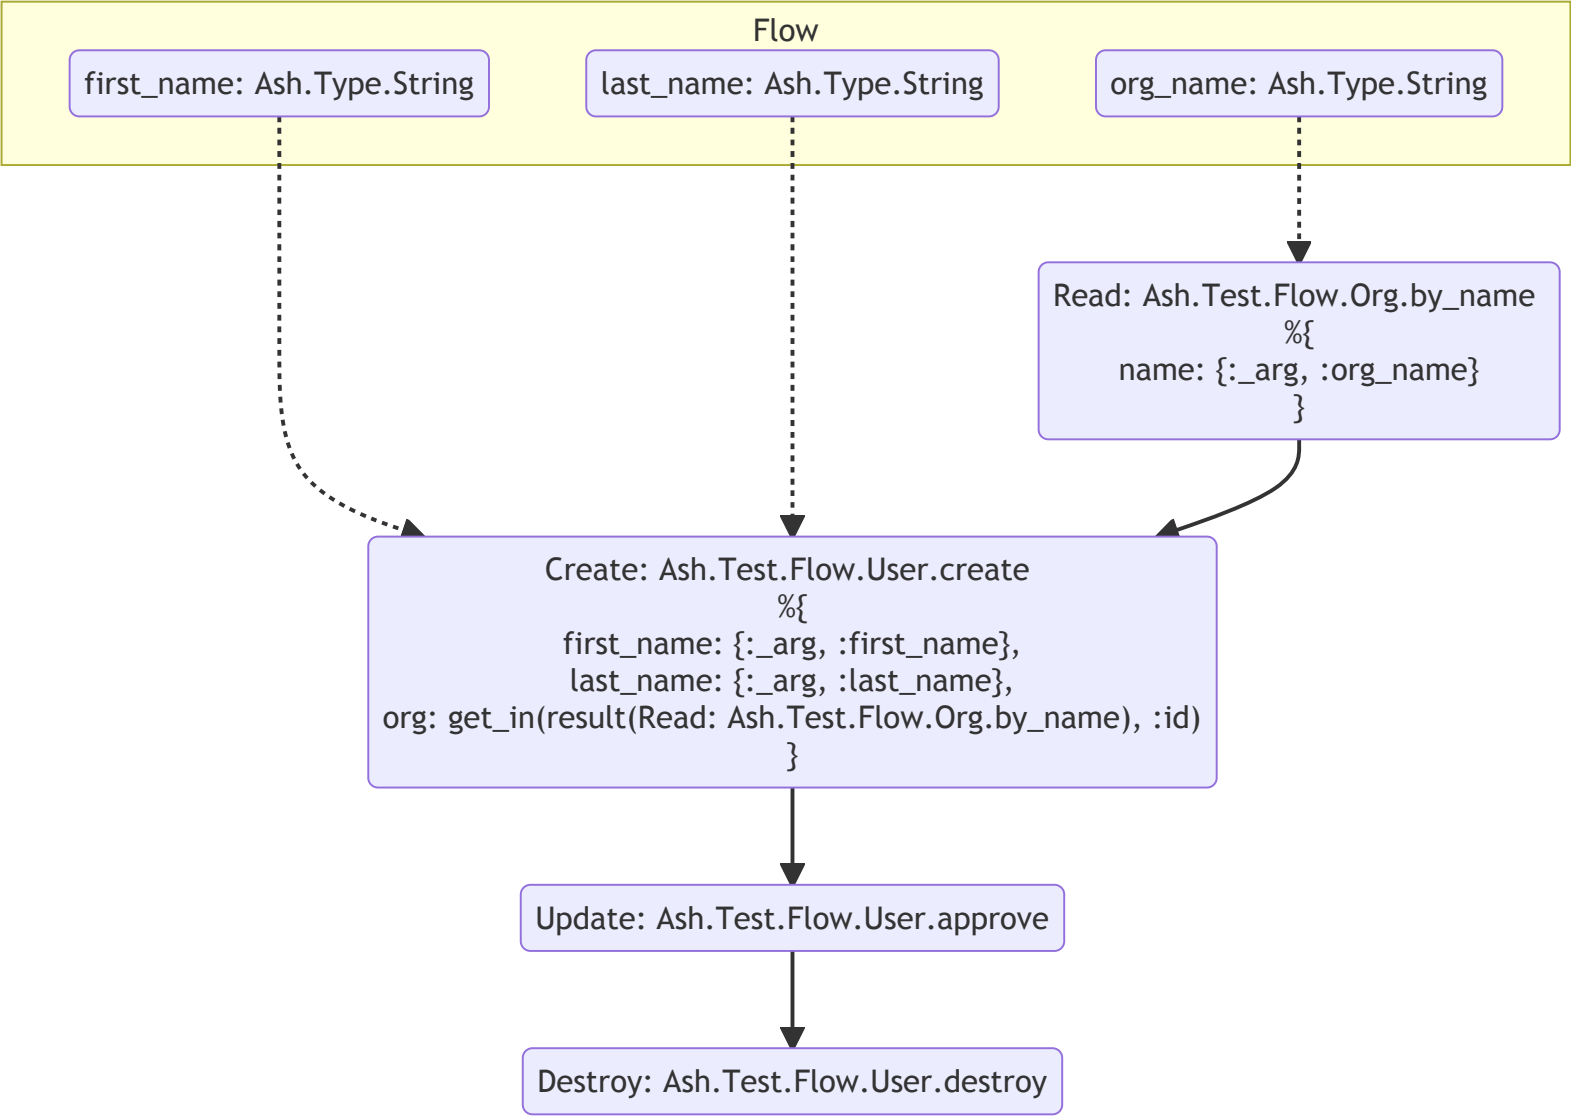 Flow
first_name: Ash.Type.String
last_name: Ash.Type.String
org_name: Ash.Type.String
Read: Ash.Test.Flow.Org.by_name
%{
name: {:_arg, :org_name}
}
Create: Ash.Test.Flow.User.create
%{
first_name: {:_arg, :first_name},
last_name: {:_arg, :last_name},
org: get_in(result(Read: Ash.Test.Flow.Org.by_name), :id)
}
Update: Ash.Test.Flow.User.approve
Destroy: Ash.Test.Flow.User.destroy